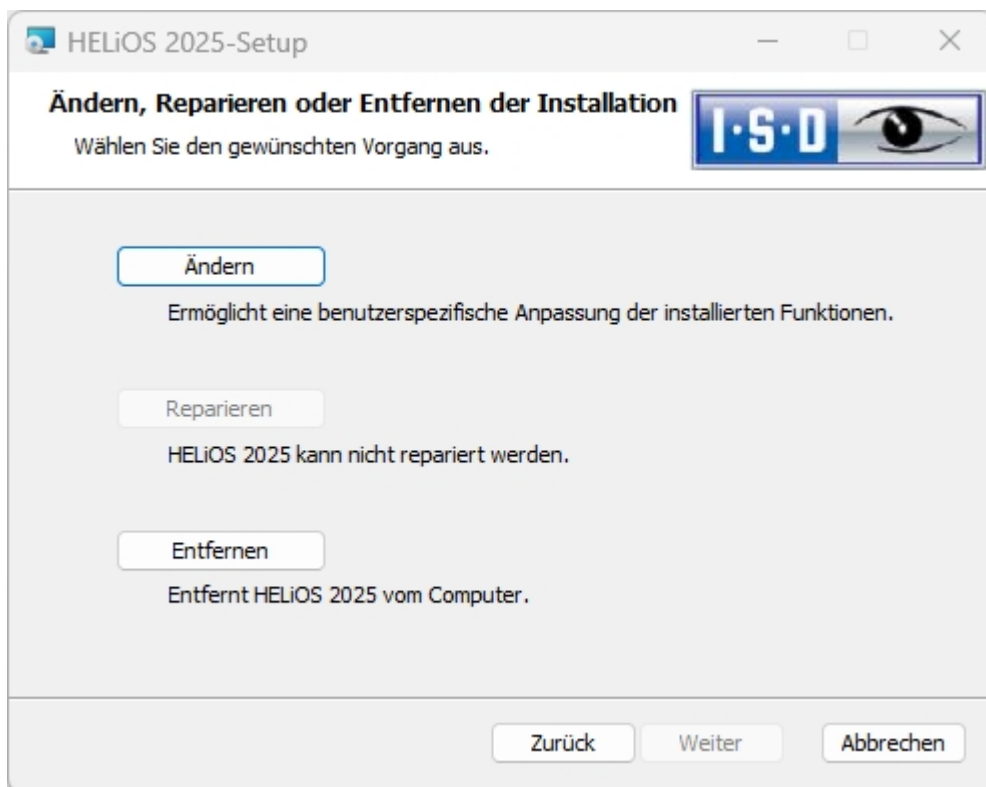 HELiOS 2025-Setup
Ändern, Reparieren oder Entfernen der Installation
Wählen Sie den gewünschten Vorgang aus.
I·S·D
Ändern
Ermöglicht eine benutzerspezifische Anpassung der installierten Funktionen.
Reparieren
HELiOS 2025 kann nicht repariert werden.
Entfernen
Entfernt HELiOS 2025 vom Computer.
Zurück Weiter Abbrechen